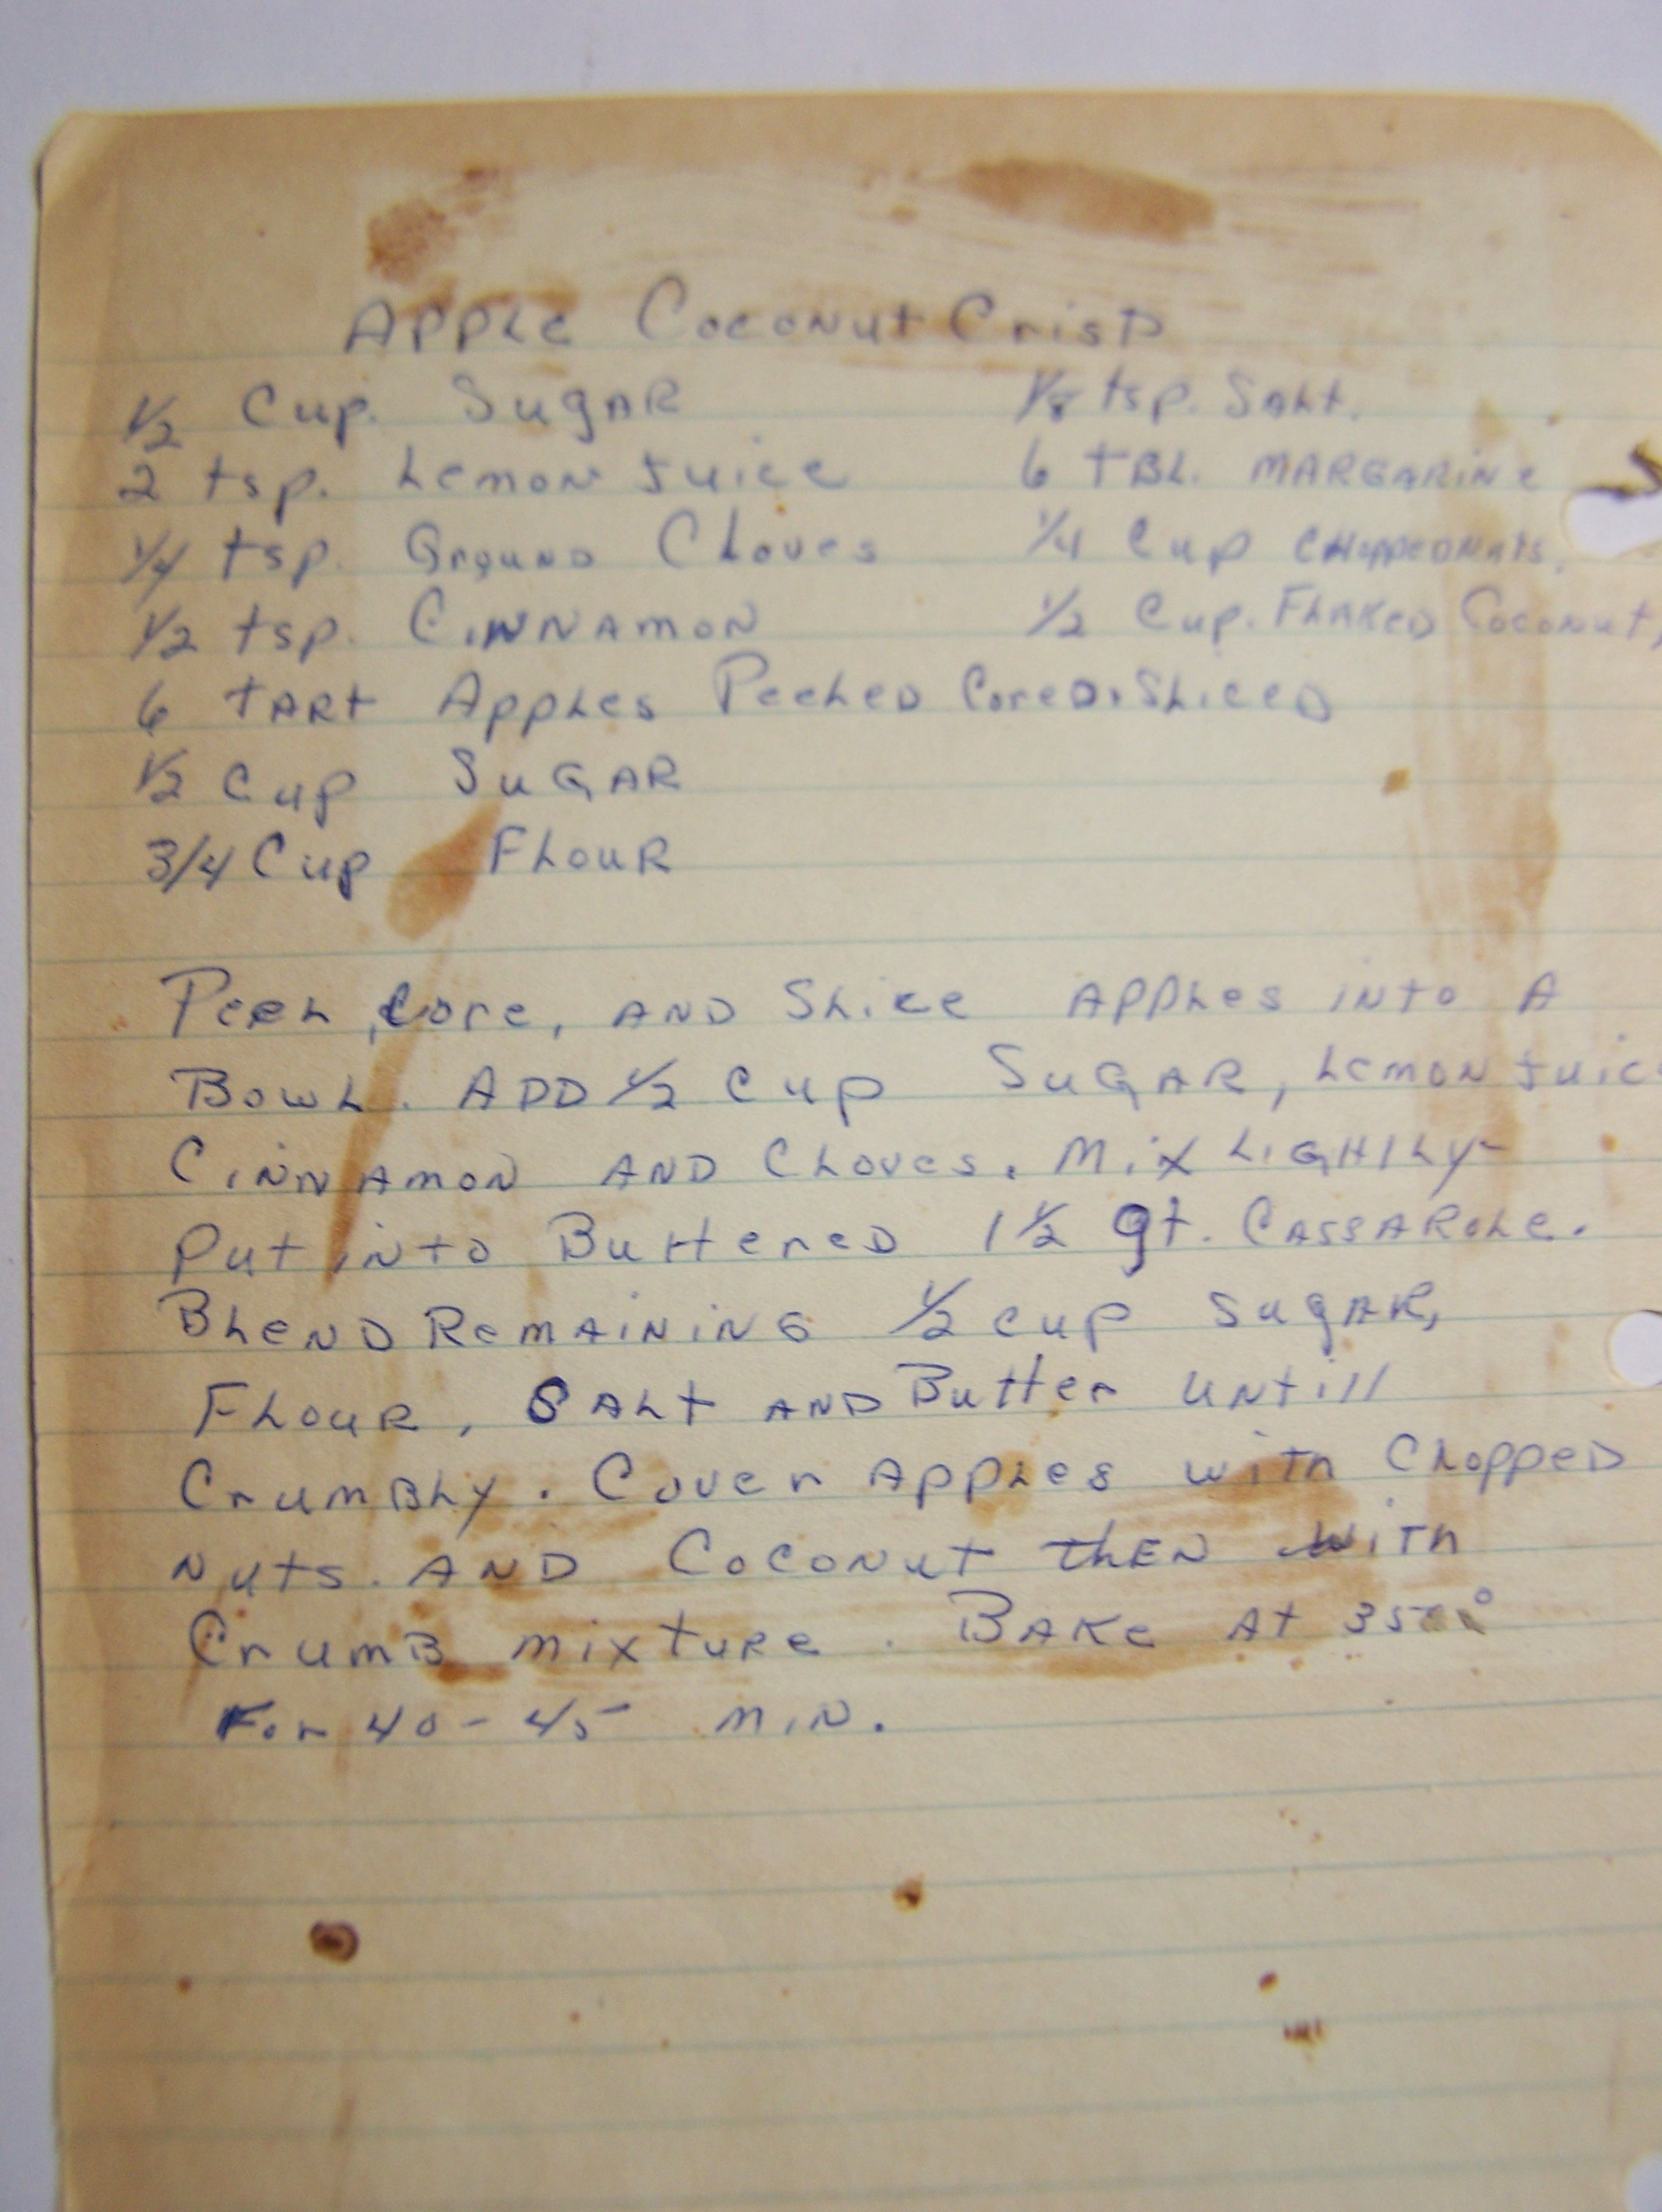 Apple Coconut Crisp
1/2 Cup. Sugar 1/8 tsp. Salt.
2 tsp. Lemon Juice 6 TBL. Margarine
1/4 tsp. Ground Cloves 1/4 Cup Chopped Nuts.
1/2 tsp. Cinnamon 1/2 Cup. Flaked Coconut,
6 Tart Apples Peeled Cored. Sliced
1/2 Cup Sugar
3/4 Cup Flour
Peel, Core, and Slice Apples into A
Bowl. Add 1/2 Cup Sugar, Lemon Juice
Cinnamon and Cloves. Mix Lightly
Put into Buttered 1 1/2 qt. Cassarole.
Blend Remaining 1/2 cup Sugar,
Flour, Salt and Butter untill
Crumbly. Cover Apples with Chopped
Nuts. and Coconut then with
Crumb mixture. Bake at 350°
For 40-45 min.